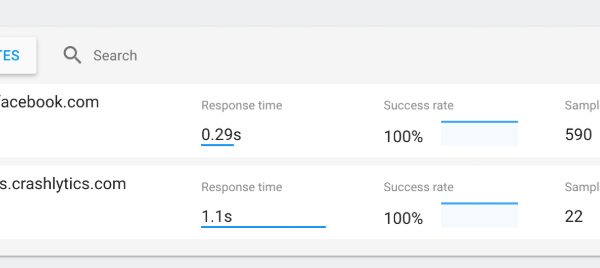 TES
Search
facebook.com
Response time
Success rate
Sampl
0.29s
100%
590
s.crashlytics.com
Response time
Success rate
Sampl
1.1s
100%
22